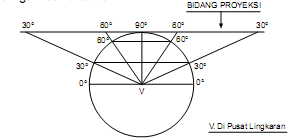 BIDANG PROYEKSI
30° 60° 90° 60° 30°
60° 60°
30° 30°
0° 0°
V
V. Di Pusat Lingkaran